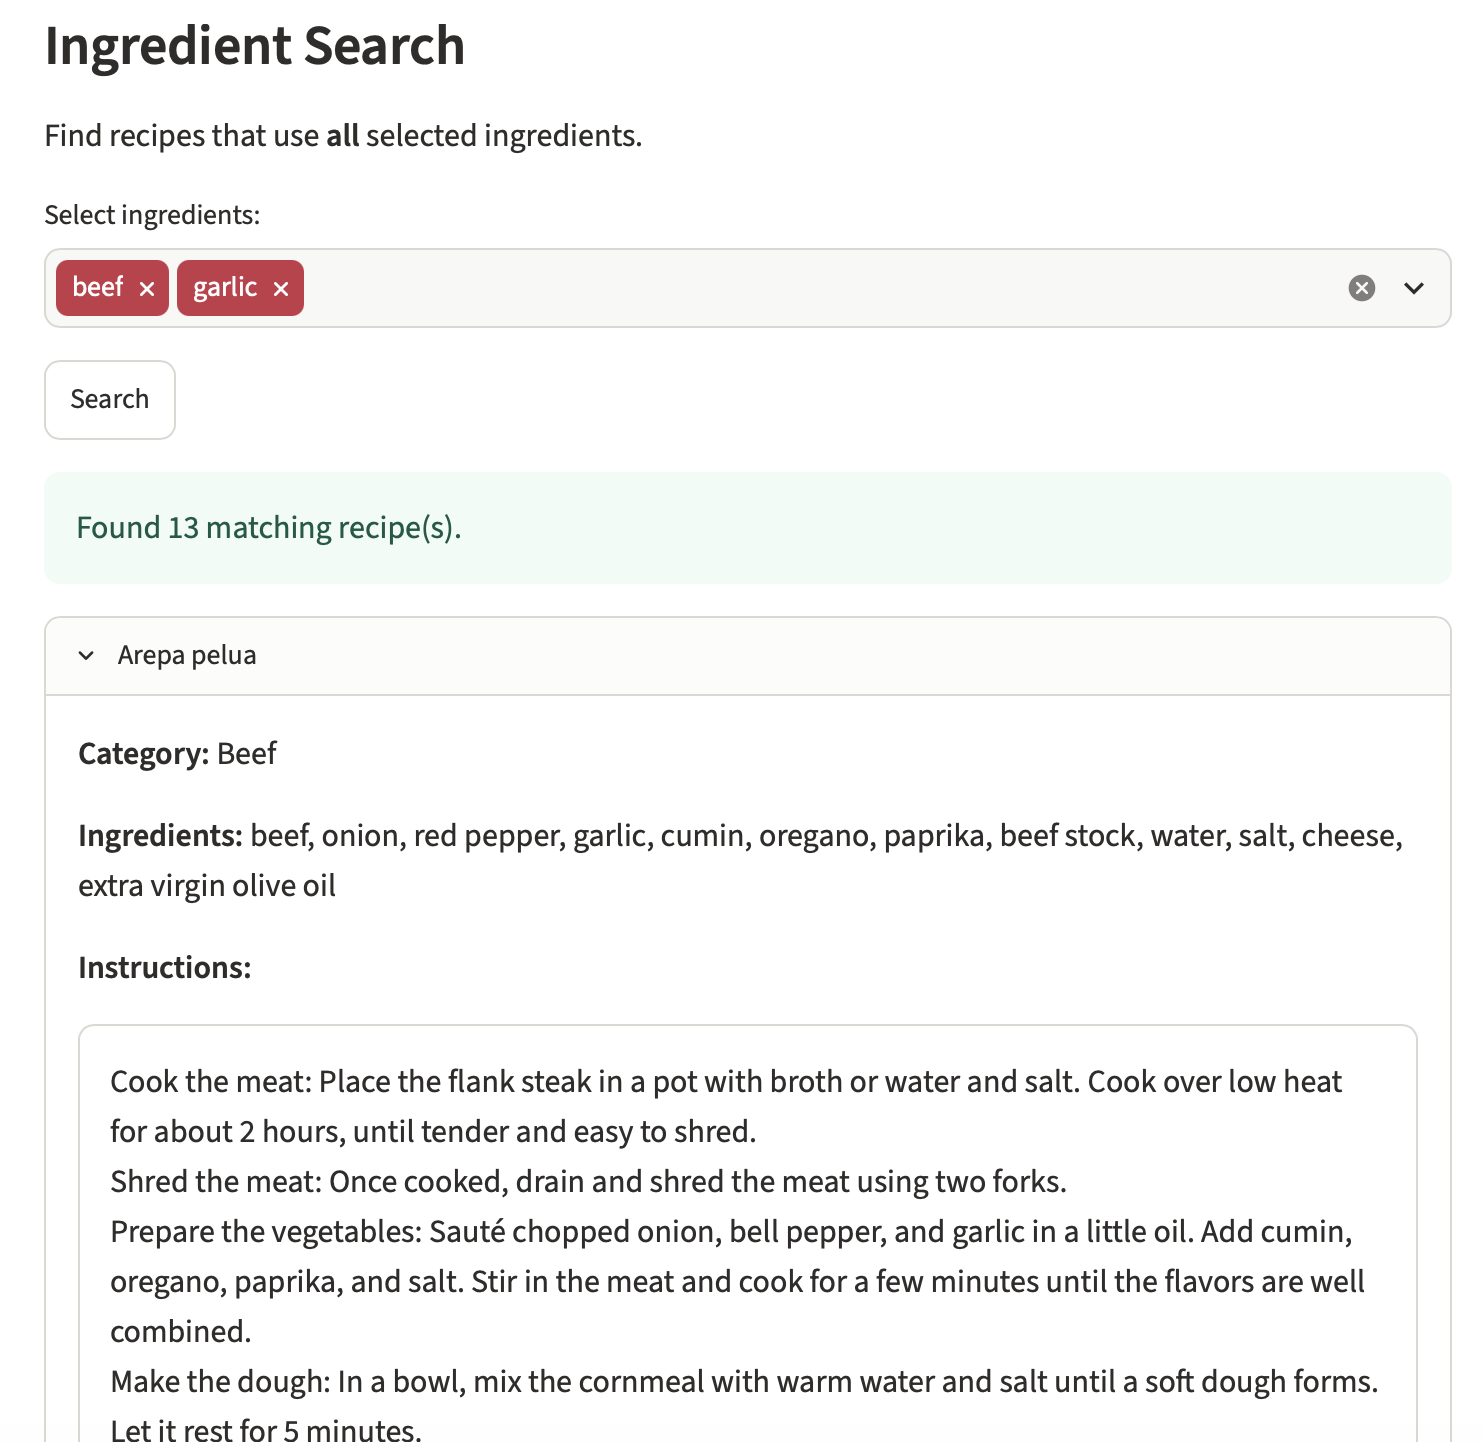 Ingredient Search
Find recipes that use all selected ingredients.
Select ingredients:
beef × garlic ×
Search
Found 13 matching recipe(s).
Arepa pelua
Category: Beef
Ingredients: beef, onion, red pepper, garlic, cumin, oregano, paprika, beef stock, water, salt, cheese,
extra virgin olive oil
Instructions:
Cook the meat: Place the flank steak in a pot with broth or water and salt. Cook over low heat
for about 2 hours, until tender and easy to shred.
Shred the meat: Once cooked, drain and shred the meat using two forks.
Prepare the vegetables: Sauté chopped onion, bell pepper, and garlic in a little oil. Add cumin,
oregano, paprika, and salt. Stir in the meat and cook for a few minutes until the flavors are well
combined.
Make the dough: In a bowl, mix the cornmeal with warm water and salt until a soft dough forms.
Let it rest for 5 minutes.